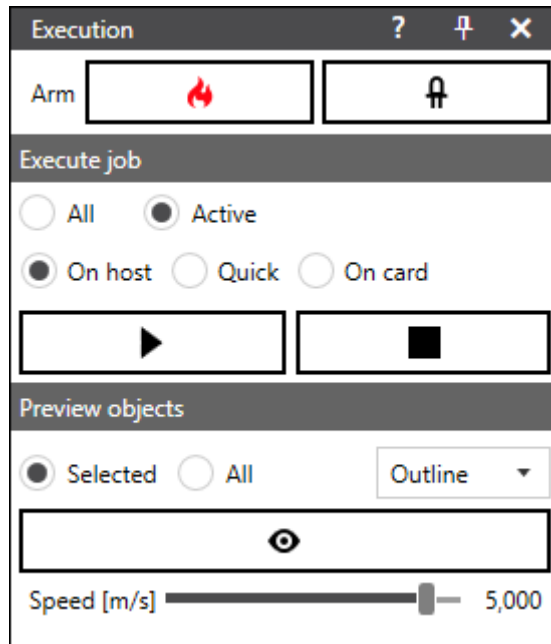 Execution ?
Arm
Execute job
All Active
On host Quick On card
Preview objects
Selected All Outline
Speed [m/s] 5,000